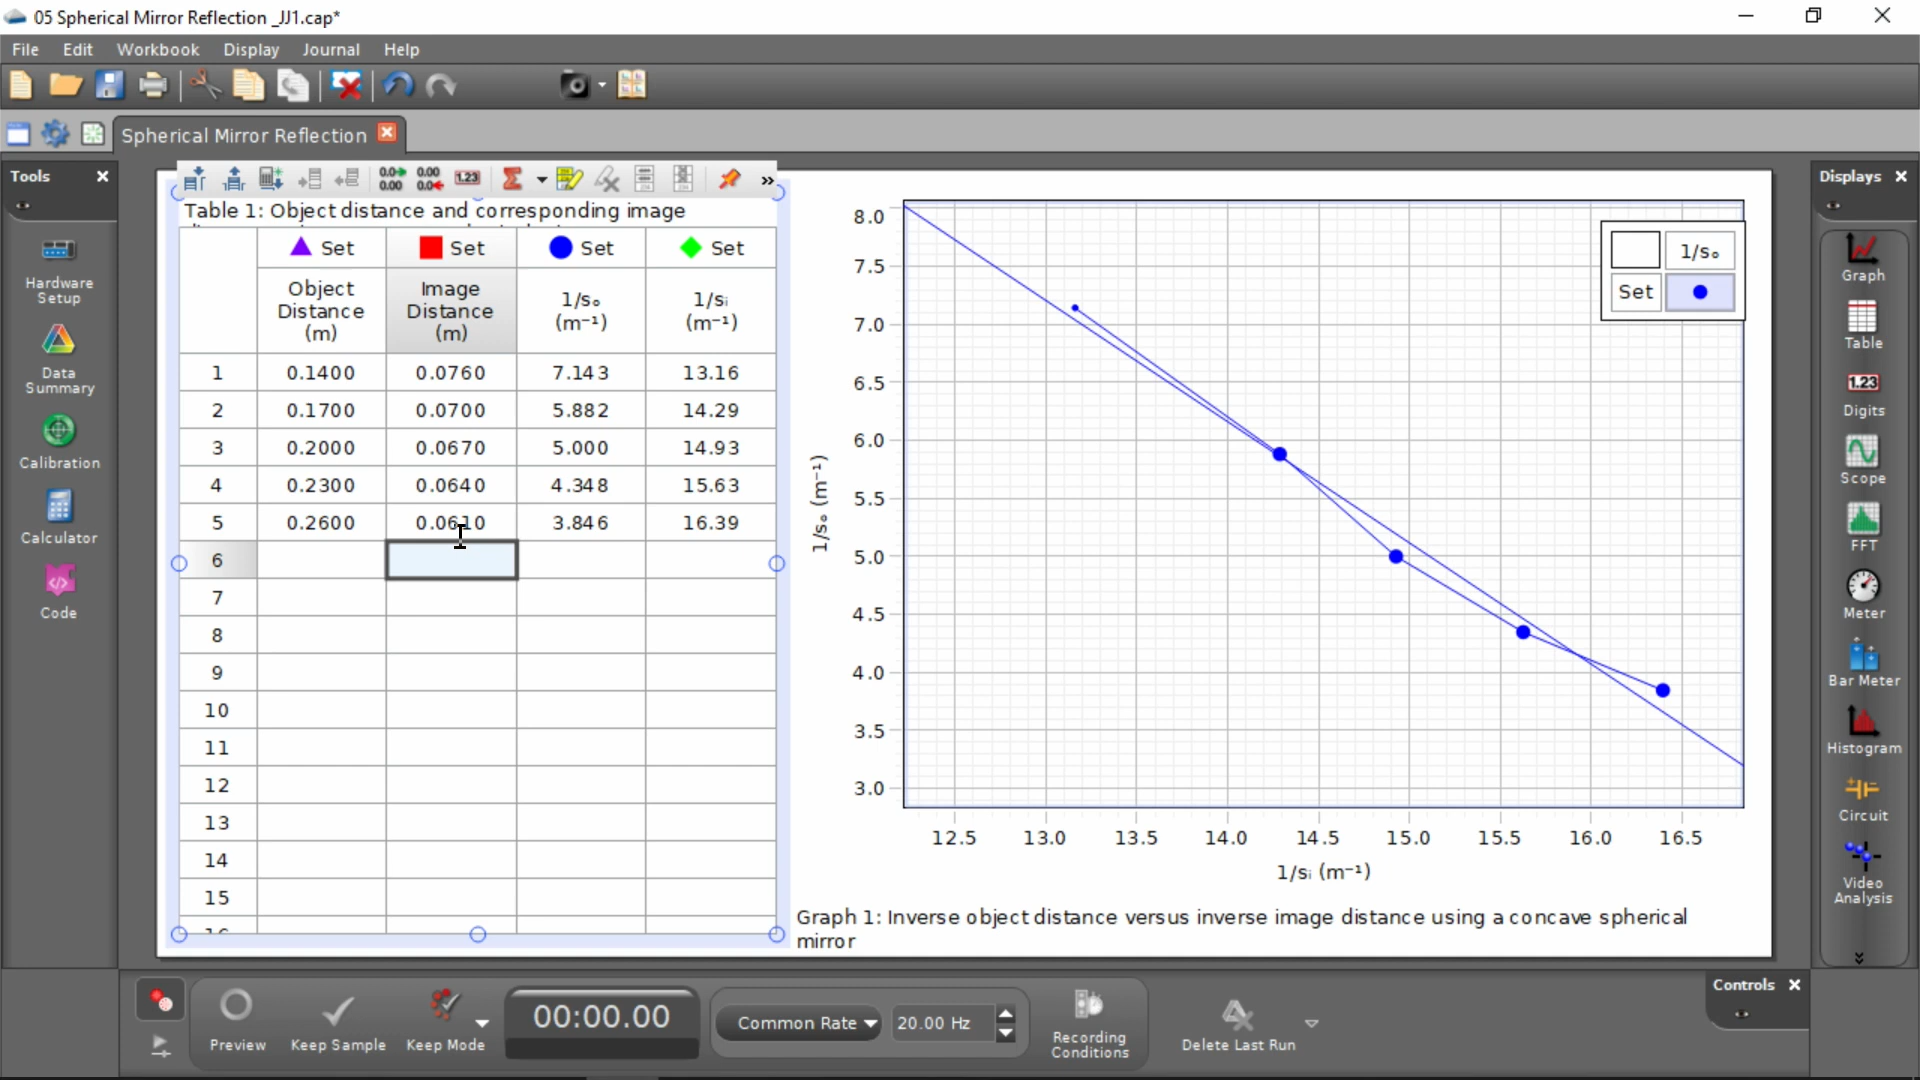 05 Spherical Mirror Reflection _JJ1.cap*
File Edit Workbook Display Journal Help
Spherical Mirror Reflection
Tools
Hardware
Setup
Data
Summary
Calibration
Calculator
Code
0.0 0.00 0.00 0.0 1.23
Table 1: Object distance and corresponding image
Set Set Set Set
Object Distance (m) Image Distance (m) 1/sₒ (m⁻¹) 1/sᵢ (m⁻¹)
1 0.1400 0.0760 7.143 13.16
2 0.1700 0.0700 5.882 14.29
3 0.2000 0.0670 5.000 14.93
4 0.2300 0.0640 4.348 15.63
5 0.2600 0.0610 3.846 16.39
6
7
8
9
10
11
12
13
14
15
8.0
7.5
7.0
6.5
6.0
5.5
5.0
4.5
4.0
3.5
3.0
1/sₒ (m⁻¹)
1/sₒ
Set
12.5 13.0 13.5 14.0 14.5 15.0 15.5 16.0 16.5
1/sᵢ (m⁻¹)
Graph 1: Inverse object distance versus inverse image distance using a concave spherical
mirror
Displays
Graph
Table
1.23
Digits
Scope
FFT
Meter
Bar Meter
Histogram
Circuit
Video
Analysis
Preview
Keep Sample
Keep Mode
00:00.00
Common Rate
20.00 Hz
Recording
Conditions
Delete Last Run
Controls